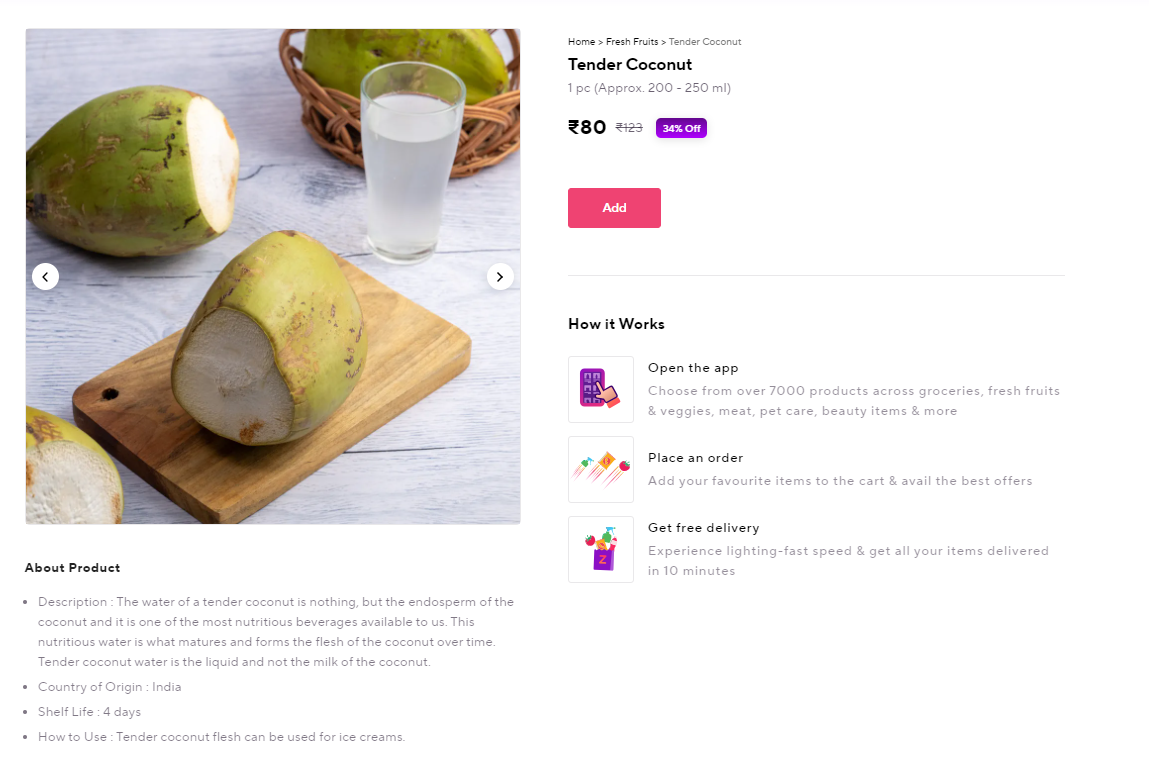 Home > Fresh Fruits > Tender Coconut
Tender Coconut
1 pc (Approx. 200 - 250 ml)
₹80 ₹123 34% Off
Add
How it Works
Open the app
Choose from over 7000 products across groceries, fresh fruits
& veggies, meat, pet care, beauty items & more
Place an order
Add your favourite items to the cart & avail the best offers
Get free delivery
Experience lighting-fast speed & get all your items delivered
in 10 minutes
Z
About Product
Description : The water of a tender coconut is nothing, but the endosperm of the
coconut and it is one of the most nutritious beverages available to us. This
nutritious water is what matures and forms the flesh of the coconut over time.
Tender coconut water is the liquid and not the milk of the coconut.
Country of Origin : India
Shelf Life : 4 days
How to Use : Tender coconut flesh can be used for ice creams.